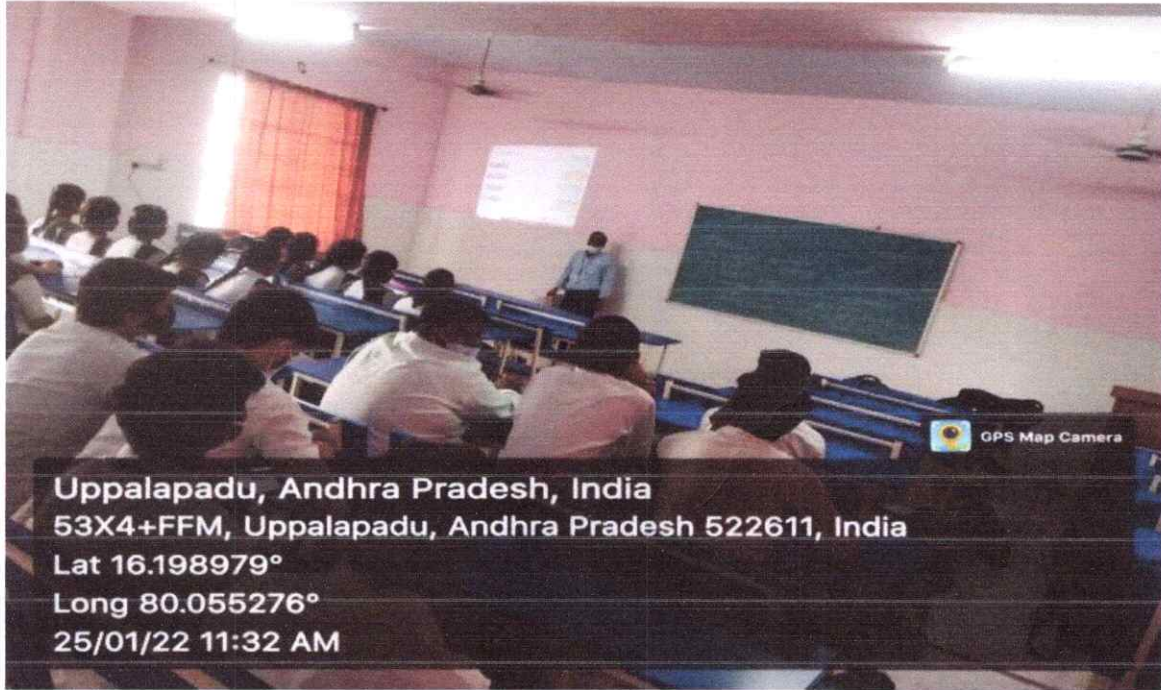 GPS Map Camera
Uppalapadu, Andhra Pradesh, India
53X4+FFM, Uppalapadu, Andhra Pradesh 522611, India
Lat 16.198979°
Long 80.055276°
25/01/22 11:32 AM